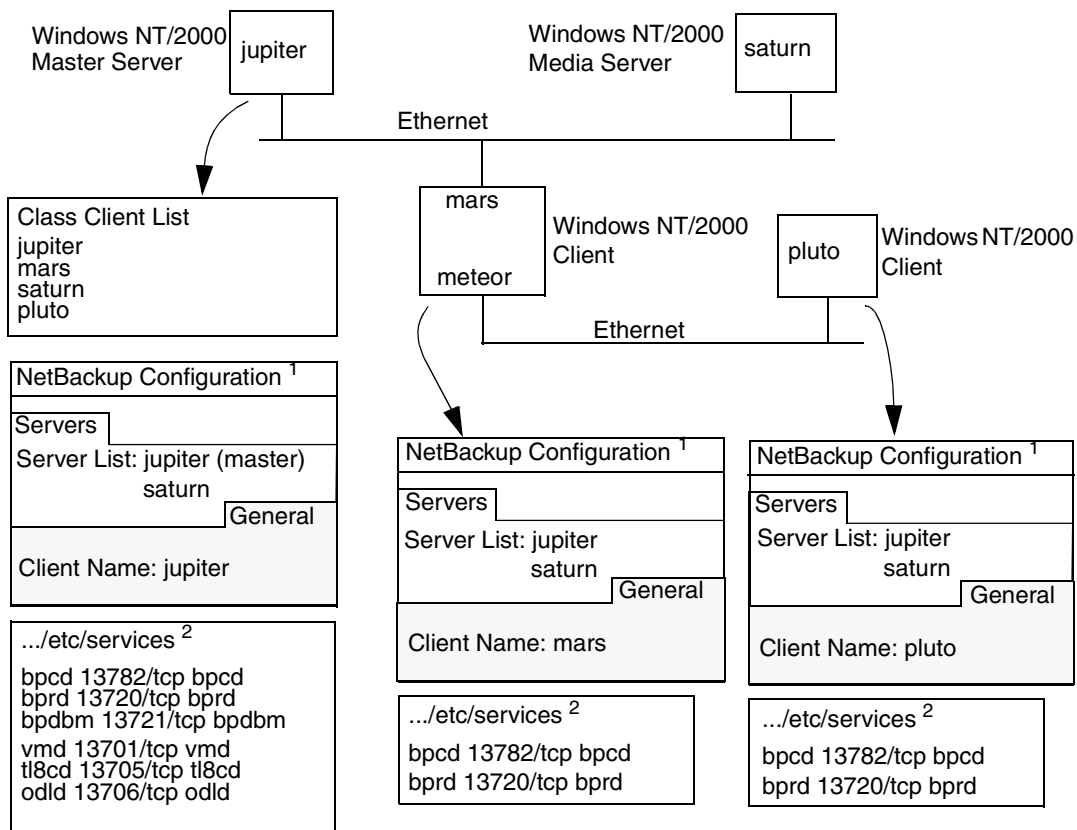 Windows NT/2000
Master Server
jupiter
Windows NT/2000
Media Server
saturn
Ethernet
Class Client List
jupiter
mars
saturn
pluto
mars
meteor
Windows NT/2000
Client
pluto
Windows NT/2000
Client
Ethernet
NetBackup Configuration 1
Servers
Server List: jupiter (master)
saturn
General
Client Name: jupiter
.../etc/services 2
bpcd 13782/tcp bpcd
bprd 13720/tcp bprd
bpdbm 13721/tcp bpdbm
vmd 13701/tcp vmd
tl8cd 13705/tcp tl8cd
odld 13706/tcp odld
NetBackup Configuration 1
Servers
Server List: jupiter
saturn
General
Client Name: mars
.../etc/services 2
bpcd 13782/tcp bpcd
bprd 13720/tcp bprd
NetBackup Configuration 1
Servers
Server List: jupiter
saturn
General
Client Name: pluto
.../etc/services 2
bpcd 13782/tcp bpcd
bprd 13720/tcp bprd